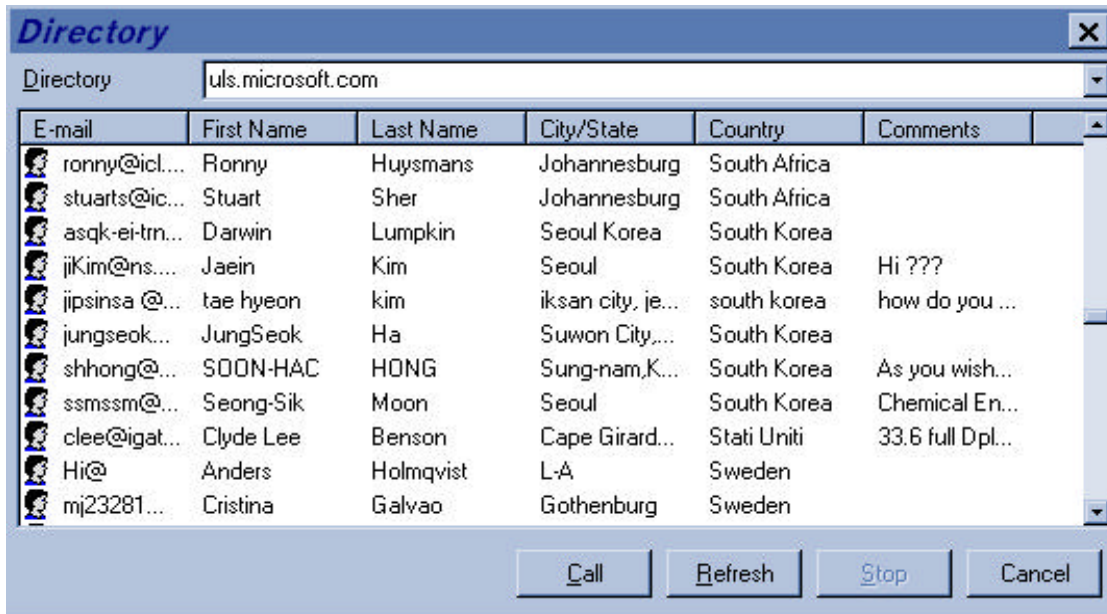 Directory
Directory uls.microsoft.com
E-mail First Name Last Name City/State Country Comments
ronny@icl.... Ronny Huysmans Johannesburg South Africa
stuarts@ic... Stuart Sher Johannesburg South Africa
asqk-ei-trn... Darwin Lumpkin Seoul Korea South Korea
jiKim@ns.... Jaein Kim Seoul South Korea Hi ???
jipsinsa @... tae hyeon kim iksan city, je... south korea how do you ...
jungseok... JungSeok Ha Suwon City,... South Korea
shhong@... SOON-HAC HONG Sung-nam,K... South Korea As you wish...
ssmssm@... Seong-Sik Moon Seoul South Korea Chemical En...
clee@igat... Clyde Lee Benson Cape Girard... Stati Uniti 33.6 full Dpl...
Hi@ Anders Holmqvist L-A Sweden
mj23281... Cristina Galvao Gothenburg Sweden
Call Refresh Stop Cancel